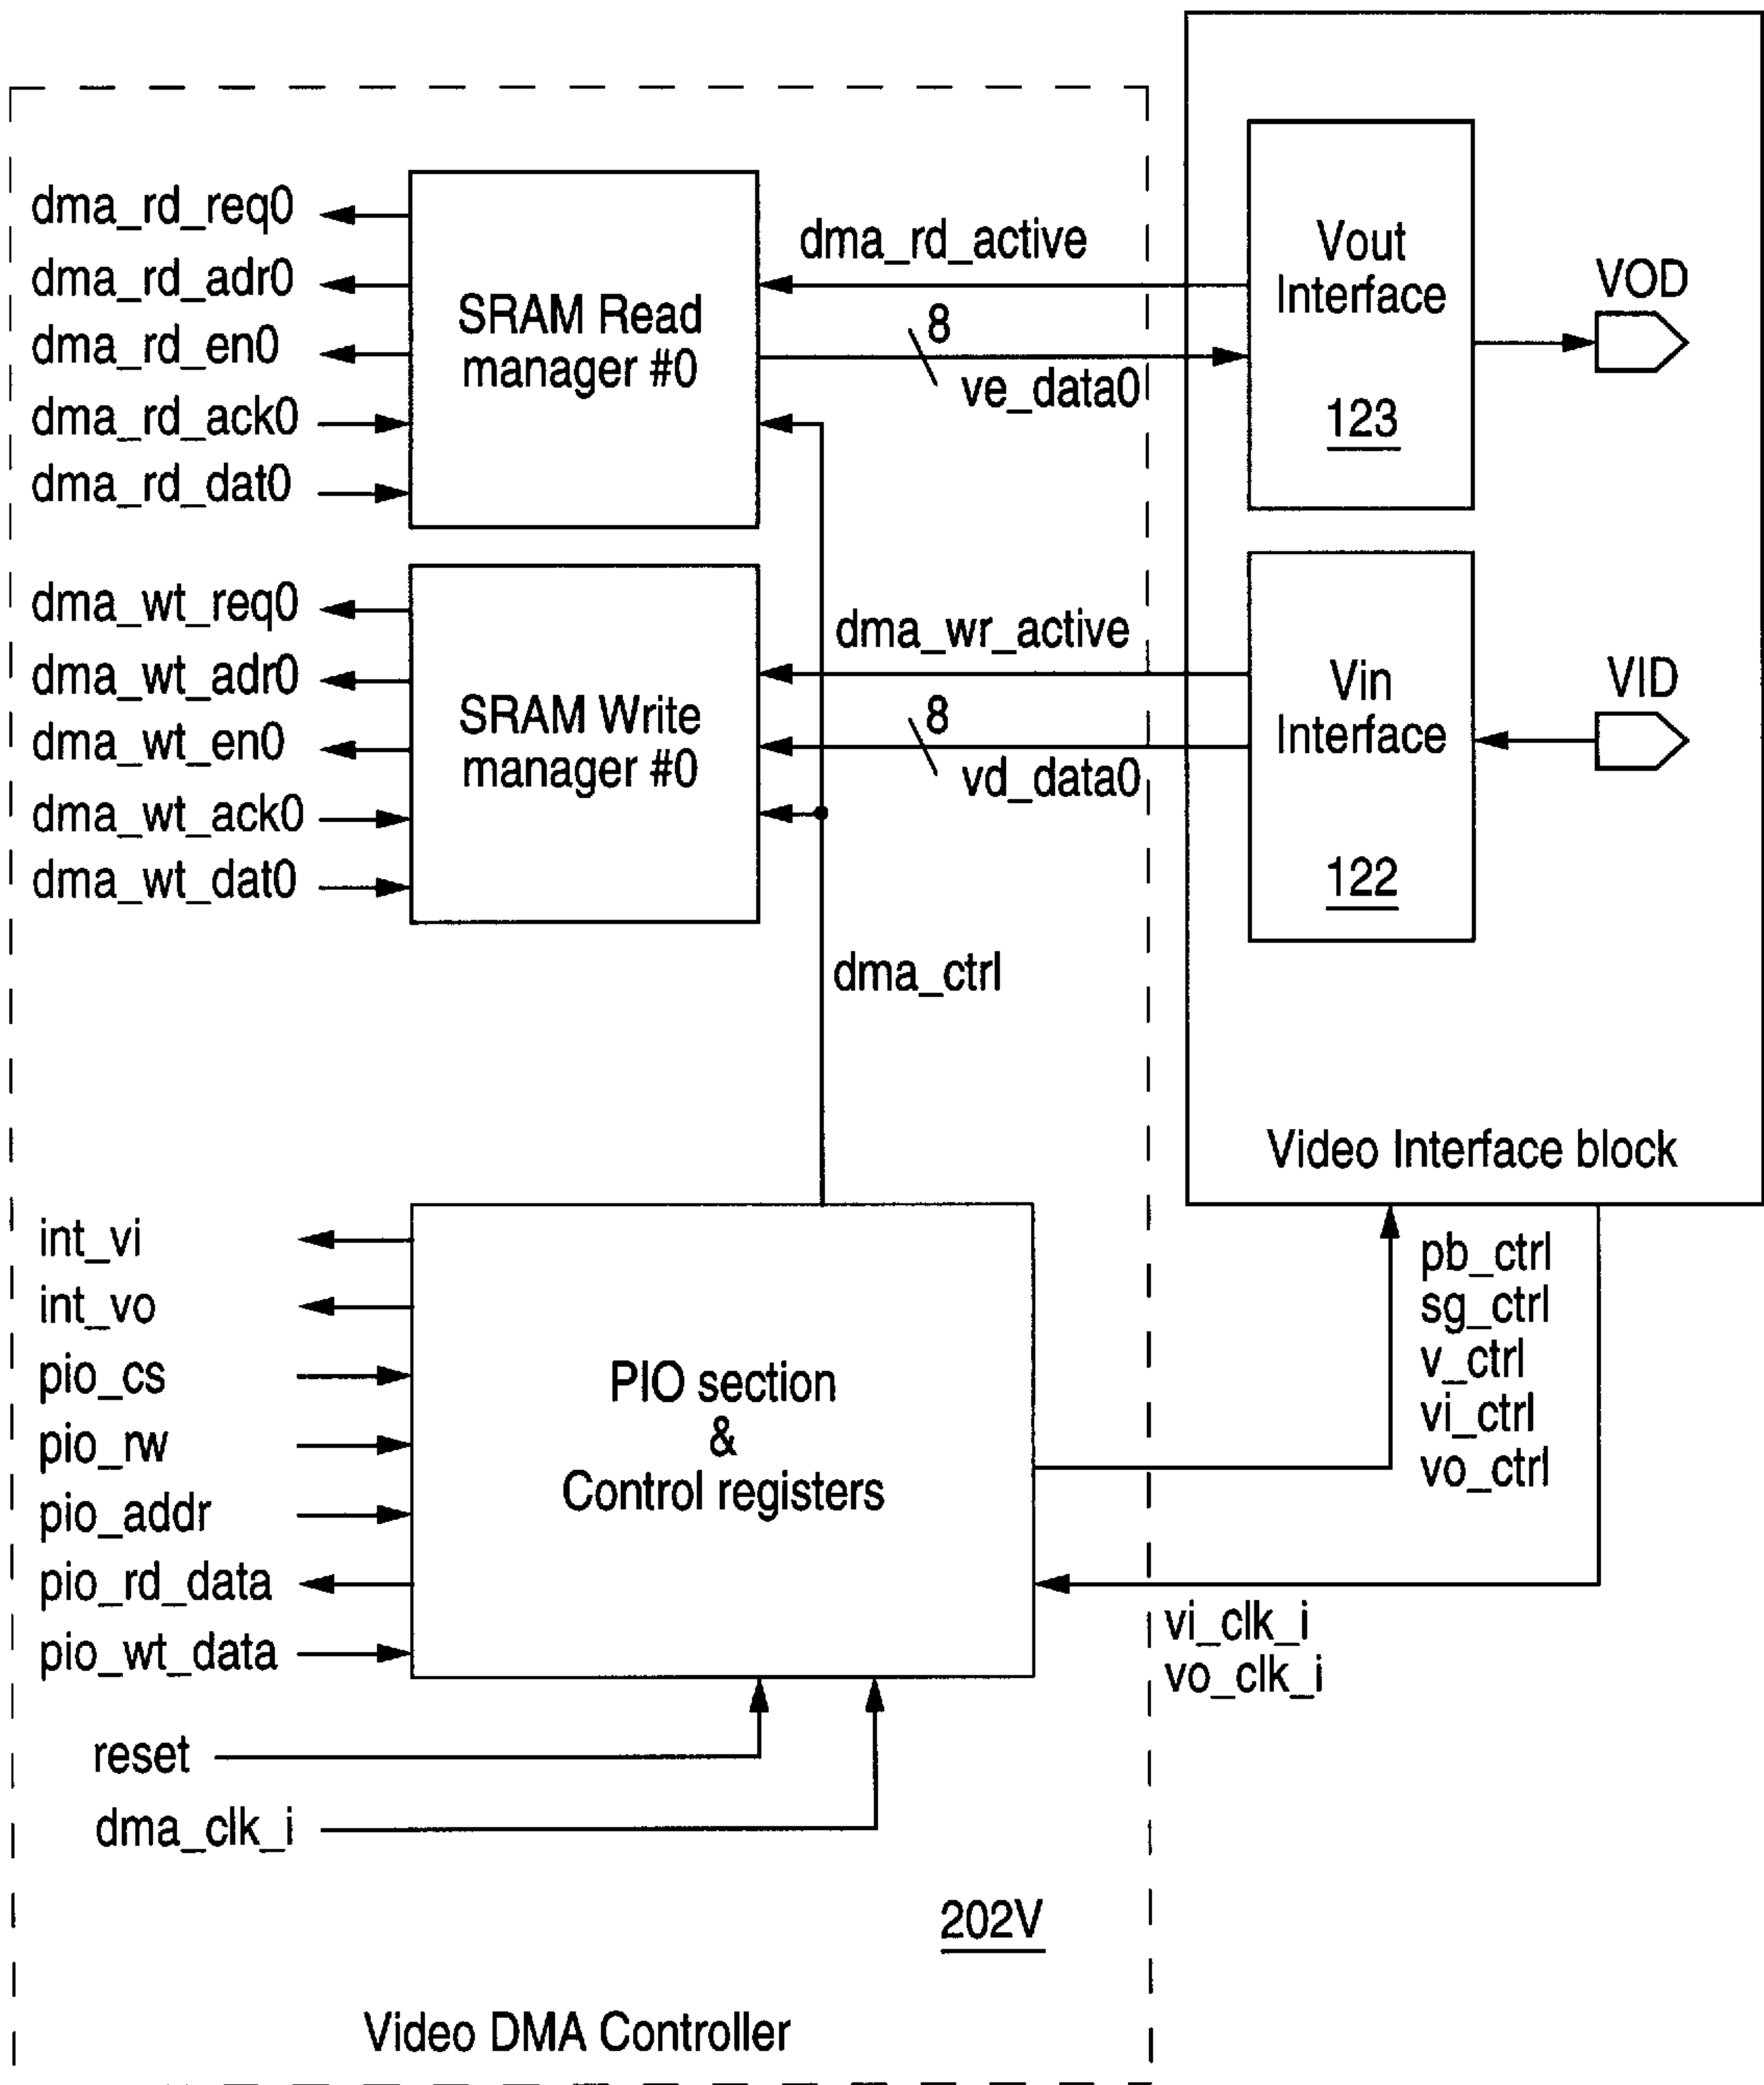 dma_rd_req0
dma_rd_adr0
dma_rd_en0
dma_rd_ack0
dma_rd_dat0
SRAM Read
manager #0
dma_rd_active
8
ve_data0
Vout
Interface
123
VOD
dma_wt_req0
dma_wt_adr0
dma_wt_en0
dma_wt_ack0
dma_wt_dat0
SRAM Write
manager #0
dma_wr_active
8
vd_data0
Vin
Interface
122
VID
dma_ctrl
Video Interface block
int_vi
int_vo
pio_cs
pio_rw
pio_addr
pio_rd_data
pio_wt_data
PIO section
&
Control registers
pb_ctrl
sg_ctrl
v_ctrl
vi_ctrl
vo_ctrl
vi_clk_i
vo_clk_i
reset
dma_clk_i
202V
Video DMA Controller